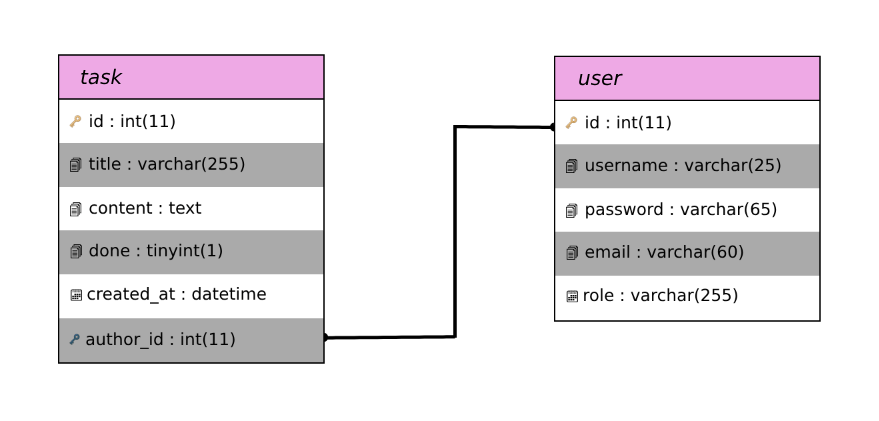 task
id : int(11)
title : varchar(255)
content : text
done : tinyint(1)
created_at : datetime
author_id : int(11)
user
id : int(11)
username : varchar(25)
password : varchar(65)
email : varchar(60)
role : varchar(255)